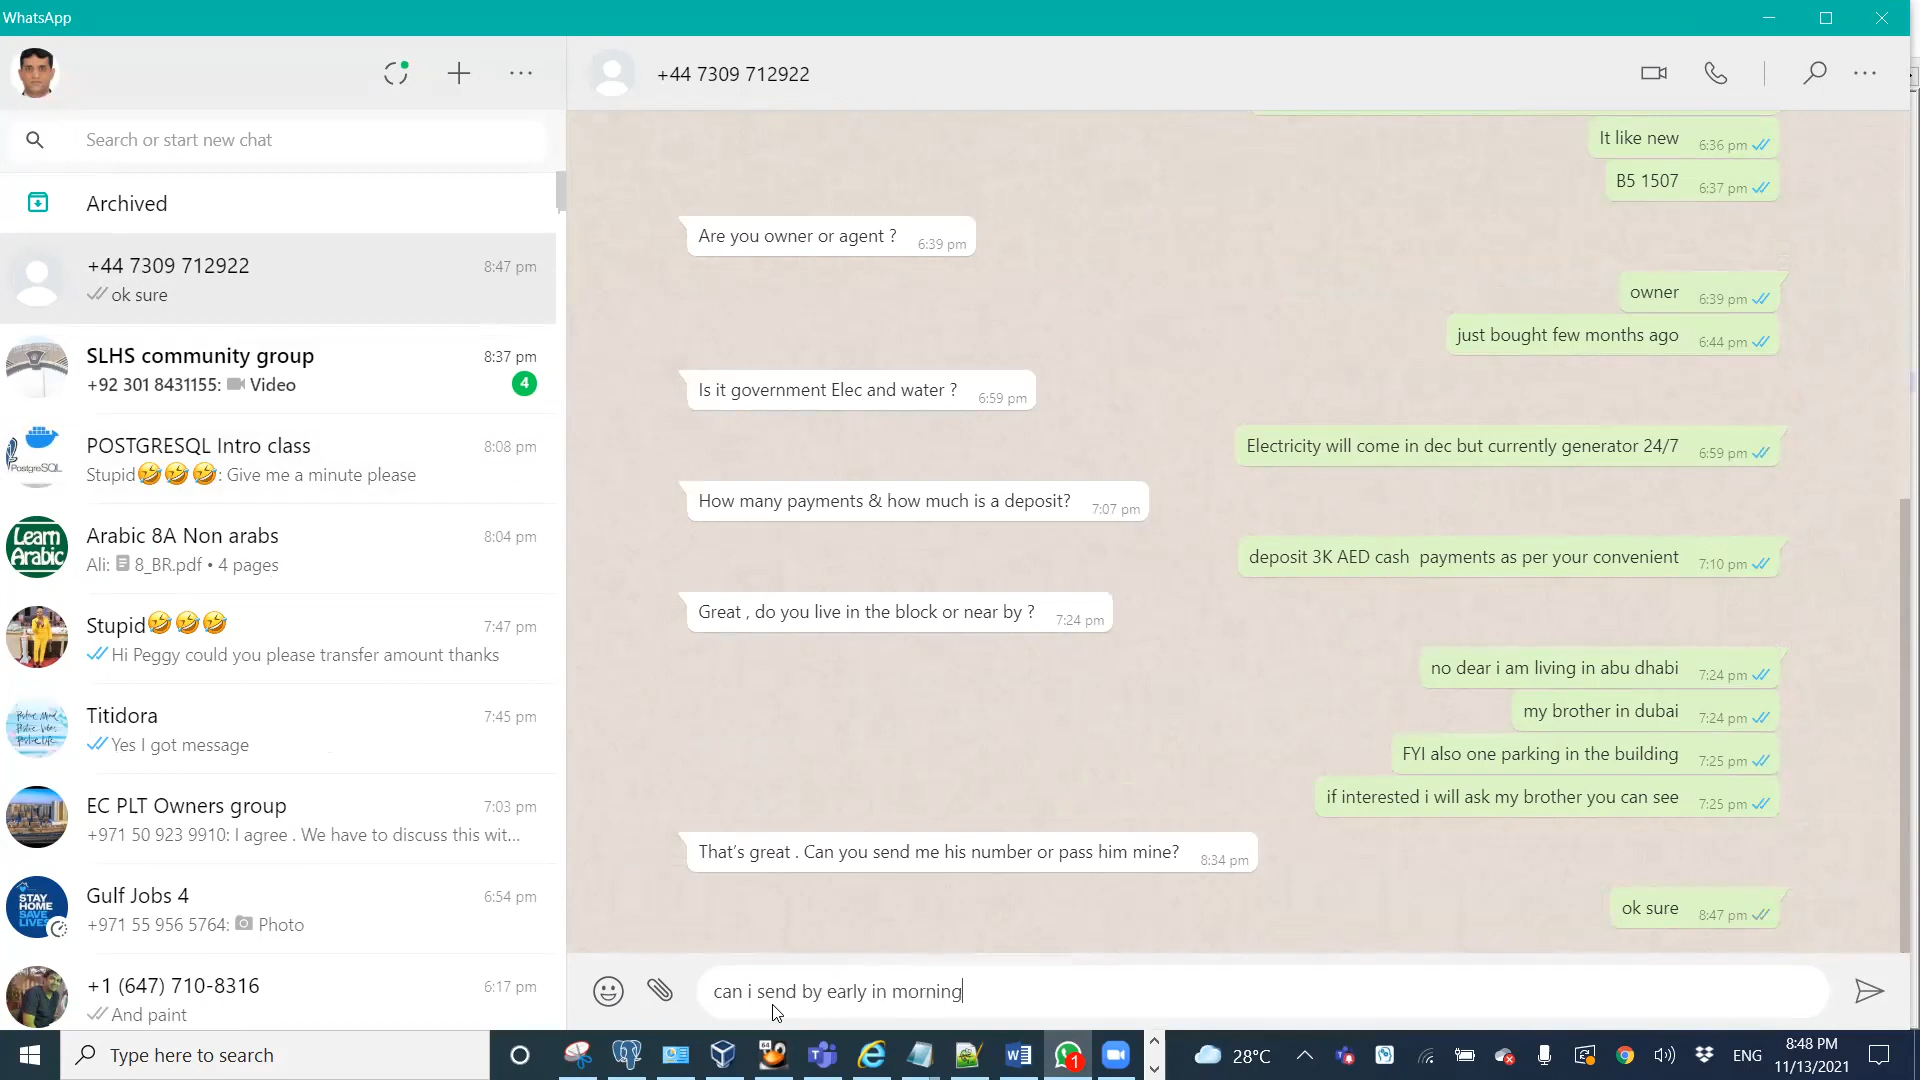 WhatsApp
Search or start new chat
Archived
+44 7309 712922
8:47 pm
ok sure
SLHS community group
8:37 pm
+92 301 8431155: Video
4
POSTGRESQL Intro class
8:08 pm
PostgreSQL
Stupid🤣🤣🤣: Give me a minute please
Arabic 8A Non arabs
8:04 pm
Learn
Arabic
Ali: 8_BR.pdf • 4 pages
Stupid🤣🤣🤣
7:47 pm
Hi Peggy could you please transfer amount thanks
Titidora
7:45 pm
Yes I got message
EC PLT Owners group
7:03 pm
+971 50 923 9910: I agree . We have to discuss this wit...
Gulf Jobs 4
6:54 pm
STAY
HOME
SAVE
LIVES
+971 55 956 5764: Photo
+1 (647) 710-8316
6:17 pm
And paint
+44 7309 712922
It like new 6:36 pm
B5 1507 6:37 pm
Are you owner or agent ? 6:39 pm
owner 6:39 pm
just bought few months ago 6:44 pm
Is it government Elec and water ? 6:59 pm
Electricity will come in dec but currently generator 24/7 6:59 pm
How many payments & how much is a deposit? 7:07 pm
deposit 3K AED cash  payments as per your convenient 7:10 pm
Great , do you live in the block or near by ? 7:24 pm
no dear i am living in abu dhabi 7:24 pm
my brother in dubai 7:24 pm
FYI also one parking in the building 7:25 pm
if interested i will ask my brother you can see 7:25 pm
That's great . Can you send me his number or pass him mine? 8:34 pm
ok sure 8:47 pm
can i send by early in morning
Type here to search
64
1
28°C
ENG
8:48 PM
11/13/2021